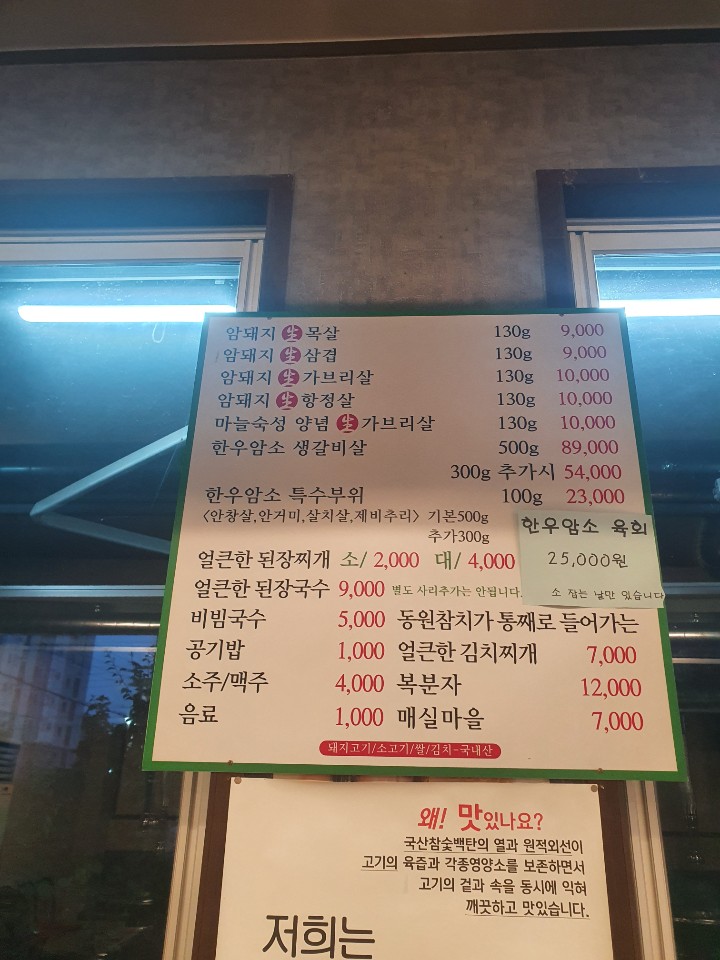 암돼지 生 목살 130g 9,000
암돼지 生 삼겹 130g 9,000
암돼지 生 가브리살 130g 10,000
암돼지 生 항정살 130g 10,000
마늘숙성 양념 生 가브리살 130g 10,000
한우암소 생갈비살 500g 89,000
300g 추가시 54,000
한우암소 특수부위 100g 23,000
<안창살,안거미,살치살,제비추리> 기본500g
추가300g
한우암소 육회
25,000원
소 잡는 날만 있습니다
얼큰한 된장찌개 소/ 2,000 대/ 4,000
얼큰한 된장국수 9,000 별도 사리추가는 안됩니다.
비빔국수 5,000 동원참치가 통째로 들어가는
공기밥 1,000 얼큰한 김치찌개 7,000
소주/맥주 4,000 복분자 12,000
음료 1,000 매실마을 7,000
돼지고기/소고기/쌀/김치-국내산
왜! 맛있나요?
국산참숯백탄의 열과 원적외선이
고기의 육즙과 각종영양소를 보존하면서
고기의 겉과 속을 동시에 익혀
깨끗하고 맛있습니다.
저희는